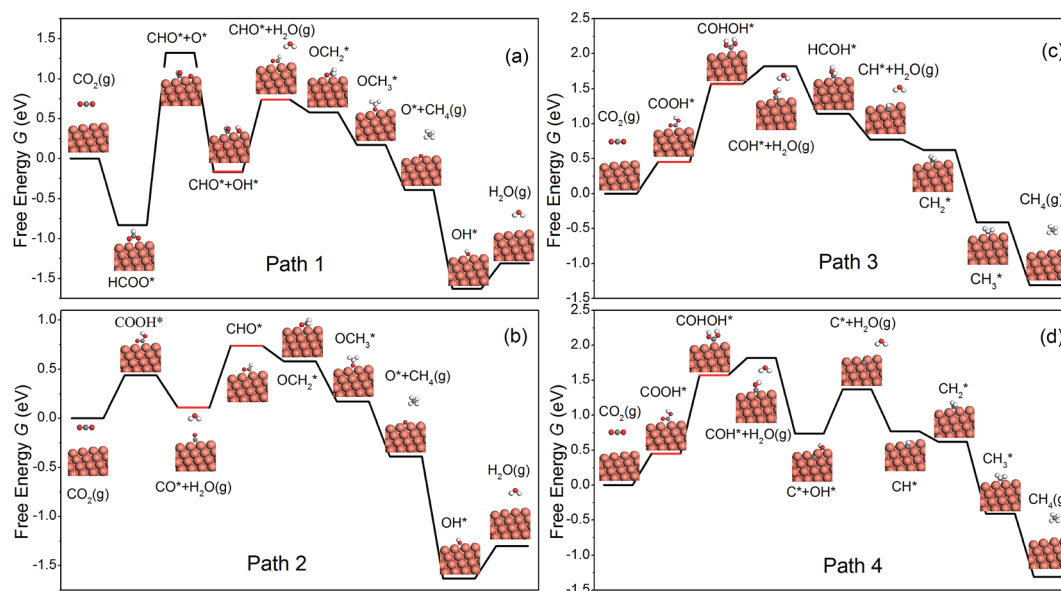 1.5
1.0
0.5
0.0
-0.5
-1.0
-1.5
Free Energy G (eV)
CO2(g)
HCOO*
CHO*+O*
CHO*+OH*
CHO*+H2O(g)
OCH2*
OCH3*
O*+CH4(g)
OH*
H2O(g)
(a)
Path 1
1.0
0.5
0.0
-0.5
-1.0
-1.5
Free Energy G (eV)
CO2(g)
COOH*
CO*+H2O(g)
CHO*
OCH2*
OCH3*
O*+CH4(g)
OH*
H2O(g)
(b)
Path 2
2.5
2.0
1.5
1.0
0.5
0.0
-0.5
-1.0
-1.5
Free Energy G (eV)
CO2(g)
COOH*
COHOH*
COH*+H2O(g)
HCOH*
CH*+H2O(g)
CH2*
CH3*
CH4(g)
(c)
Path 3
2.5
2.0
1.5
1.0
0.5
0.0
-0.5
-1.0
-1.5
Free Energy G (eV)
CO2(g)
COOH*
COHOH*
COH*+H2O(g)
C*+OH*
C*+H2O(g)
CH*
CH2*
CH3*
CH4(g)
(d)
Path 4